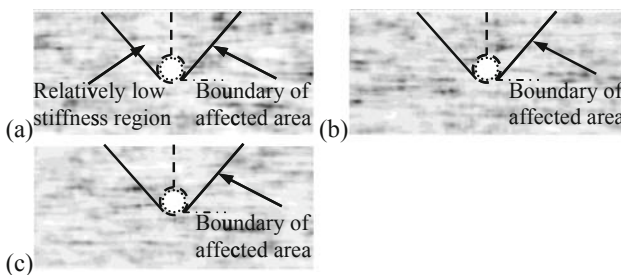 Relatively low
stiffness region
Boundary of
affected area
(a)
Boundary of
affected area
(b)
Boundary of
affected area
(c)